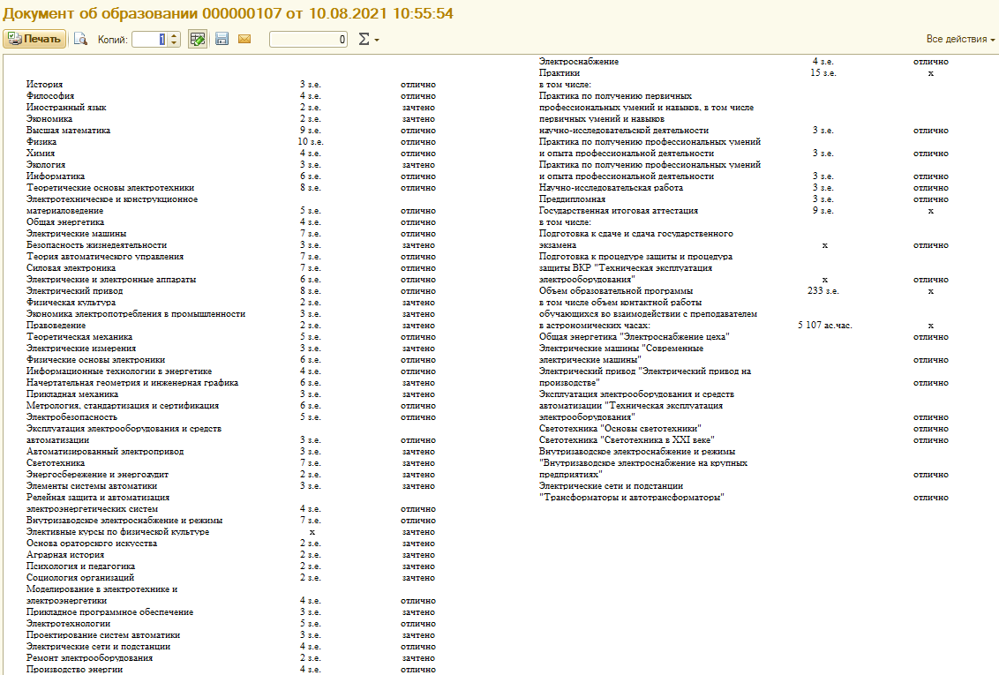 Документ об образовании 000000107 от 10.08.2021 10:55:54
Печать Копий: 1 0 Σ Все действия
История 3 з.е. отлично
Философия 4 з.е. отлично
Иностранный язык 2 з.е. зачтено
Экономика 2 з.е. зачтено
Высшая математика 9 з.е. отлично
Физика 10 з.е. отлично
Химия 4 з.е. отлично
Экология 3 з.е. зачтено
Информатика 6 з.е. отлично
Теоретические основы электротехники 8 з.е. отлично
Электротехническое и конструкционное
материаловедение 5 з.е. отлично
Общая энергетика 4 з.е. отлично
Электрические машины 7 з.е. отлично
Безопасность жизнедеятельности 3 з.е. зачтено
Теория автоматического управления 7 з.е. отлично
Силовая электроника 7 з.е. отлично
Электрические и электронные аппараты 6 з.е. отлично
Электрический привод 8 з.е. отлично
Физическая культура 2 з.е. зачтено
Экономика электропотребления в промышленности 3 з.е. зачтено
Правоведение 2 з.е. зачтено
Теоретическая механика 5 з.е. отлично
Электрические измерения 3 з.е. зачтено
Физические основы электроники 6 з.е. отлично
Информационные технологии в энергетике 4 з.е. отлично
Начертательная геометрия и инженерная графика 6 з.е. зачтено
Прикладная механика 3 з.е. зачтено
Метрология, стандартизация и сертификация 6 з.е. отлично
Электробезопасность 5 з.е. отлично
Эксплуатация электрооборудования и средств
автоматизации 3 з.е. отлично
Автоматизированный электропривод 3 з.е. зачтено
Светотехника 7 з.е. зачтено
Энергосбережение и энергоаудит 2 з.е. зачтено
Элементы системы автоматики 3 з.е. зачтено
Релейная защита и автоматизация
электроэнергетических систем 4 з.е. отлично
Внутризаводское электроснабжение и режимы 7 з.е. отлично
Элективные курсы по физической культуре х зачтено
Основа ораторского искусства 2 з.е. зачтено
Аграрная история 2 з.е. зачтено
Психология и педагогика 2 з.е. зачтено
Социология организаций 2 з.е. зачтено
Моделирование в электротехнике и
электроэнергетики 4 з.е. отлично
Прикладное программное обеспечение 3 з.е. зачтено
Электротехнологии 5 з.е. отлично
Проектирование систем автоматики 3 з.е. зачтено
Электрические сети и подстанции 4 з.е. отлично
Ремонт электрооборудования 2 з.е. зачтено
Производство энергии 4 з.е. отлично
Электроснабжение 4 з.е. отлично
Практики 15 з.е. х
в том числе:
Практика по получению первичных
профессиональных умений и навыков, в том числе
первичных умений и навыков
научно-исследовательской деятельности 3 з.е. отлично
Практика по получению профессиональных умений
и опыта профессиональной деятельности 3 з.е. отлично
Практика по получению профессиональных умений
и опыта профессиональной деятельности 3 з.е. отлично
Научно-исследовательская работа 3 з.е. отлично
Преддипломная 3 з.е. отлично
Государственная итоговая аттестация 9 з.е. х
в том числе:
Подготовка к сдаче и сдача государственного
экзамена х отлично
Подготовка к процедуре защиты и процедура
защиты ВКР "Техническая эксплуатация
электрооборудования" х отлично
Объем образовательной программы 233 з.е. х
в том числе объем контактной работы
обучающихся во взаимодействии с преподавателем
в астрономических часах: 5 107 ас.час. х
Общая энергетика "Электроснабжение цеха" отлично
Электрические машины "Современные
электрические машины" отлично
Электрический привод "Электрический привод на
производстве" отлично
Эксплуатация электрооборудования и средств
автоматизации "Техническая эксплуатация
электрооборудования" отлично
Светотехника "Основы светотехники" отлично
Светотехника "Светотехника в XXI веке" отлично
Внутризаводское электроснабжение и режимы
"Внутризаводское электроснабжение на крупных
предприятиях" отлично
Электрические сети и подстанции
"Трансформаторы и автотрансформаторы" отлично